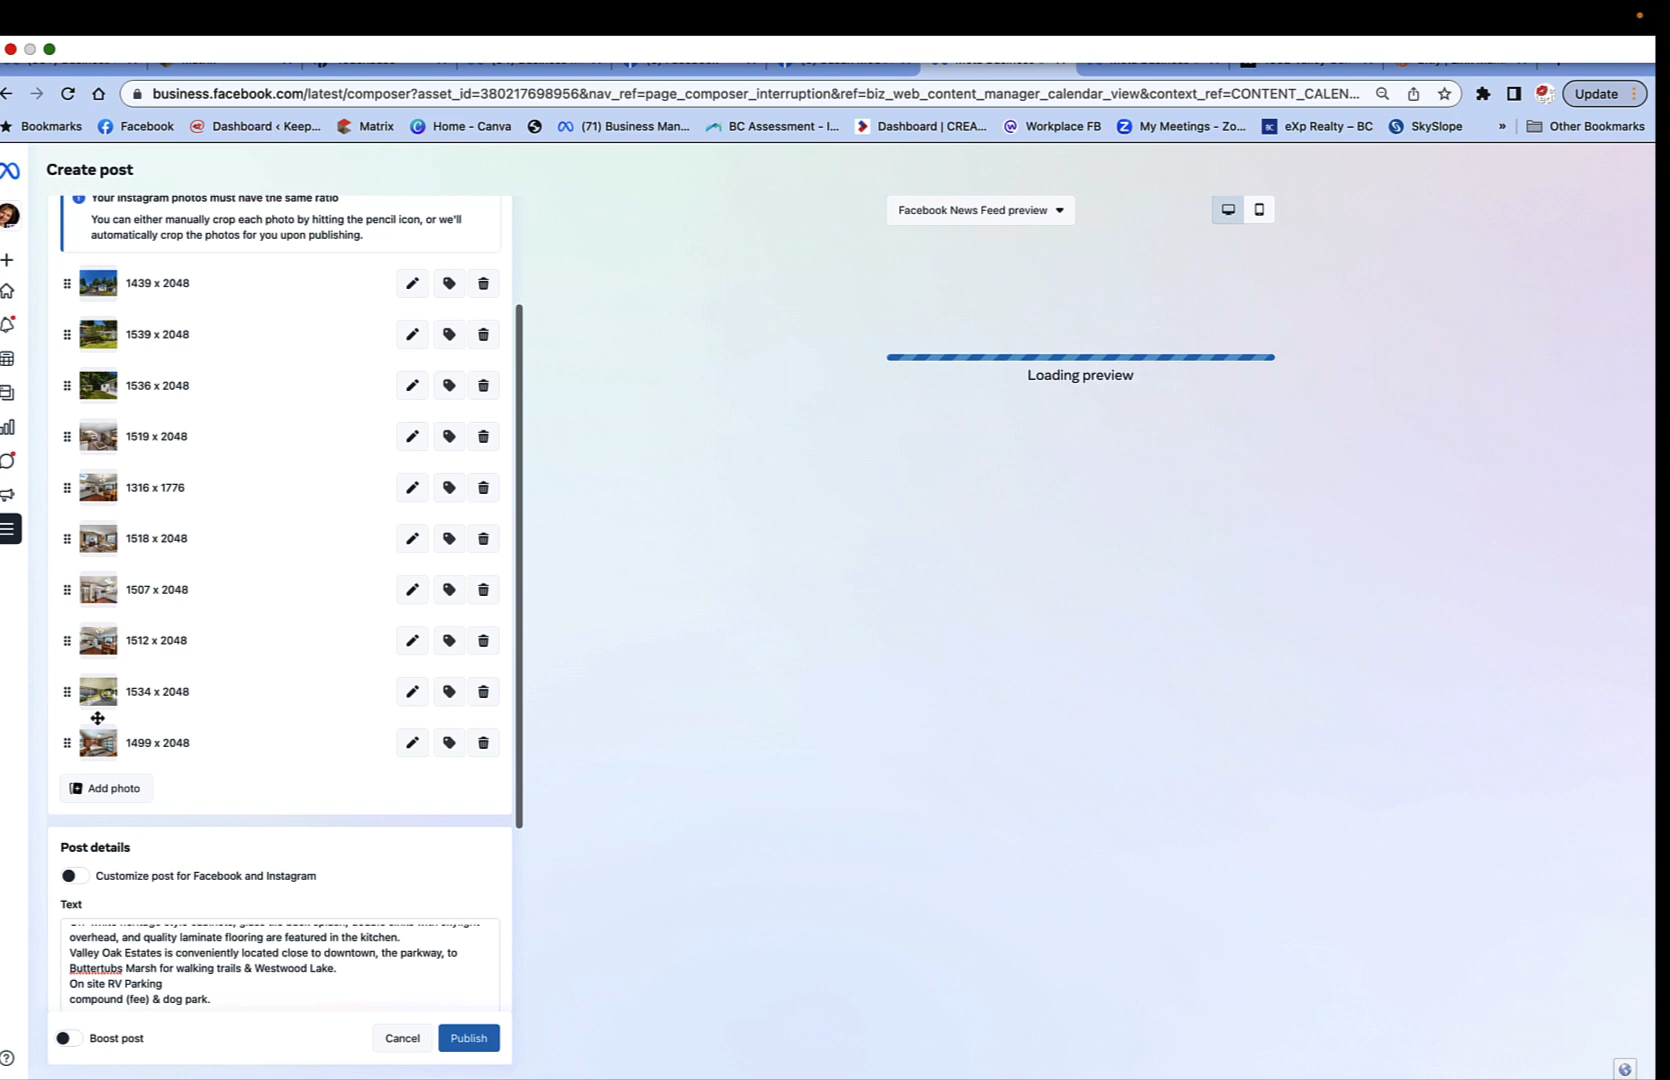 business.facebook.com/latest/composer?asset_id=380217698956&nav_ref=page_composer_interruption&ref=biz_web_content_manager_calendar_view&context_ref=CONTENT_CALEN...
Update
Bookmarks
Facebook
Dashboard ‹ Keep...
Matrix
Home - Canva
(71) Business Man...
BC Assessment - I...
Dashboard | CREA...
Workplace FB
My Meetings - Zo...
eXp Realty – BC
SkySlope
»
Other Bookmarks
Create post
Your Instagram photos must have the same ratio
You can either manually crop each photo by hitting the pencil icon, or we'll
automatically crop the photos for you upon publishing.
Facebook News Feed preview
1439 x 2048
1539 x 2048
Loading preview
1536 x 2048
1519 x 2048
1316 x 1776
1518 x 2048
1507 x 2048
1512 x 2048
1534 x 2048
1499 x 2048
Add photo
Post details
Customize post for Facebook and Instagram
Text
overhead, and quality laminate flooring are featured in the kitchen.
Valley Oak Estates is conveniently located close to downtown, the parkway, to
Buttertubs Marsh for walking trails & Westwood Lake.
On site RV Parking
compound (fee) & dog park.
Boost post
Cancel
Publish